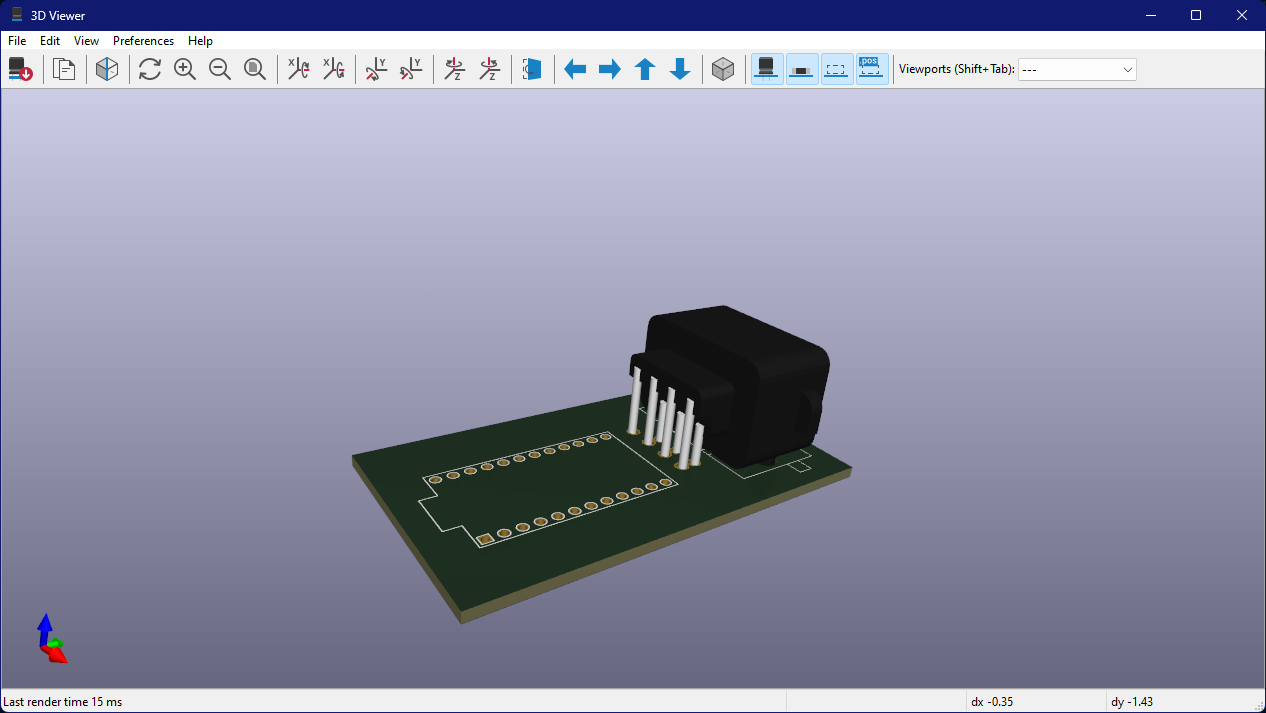 3D Viewer
File Edit View Preferences Help
X X Y Y Z Z .pos Viewports (Shift+Tab): ---
Last render time 15 ms dx -0.35 dy -1.43